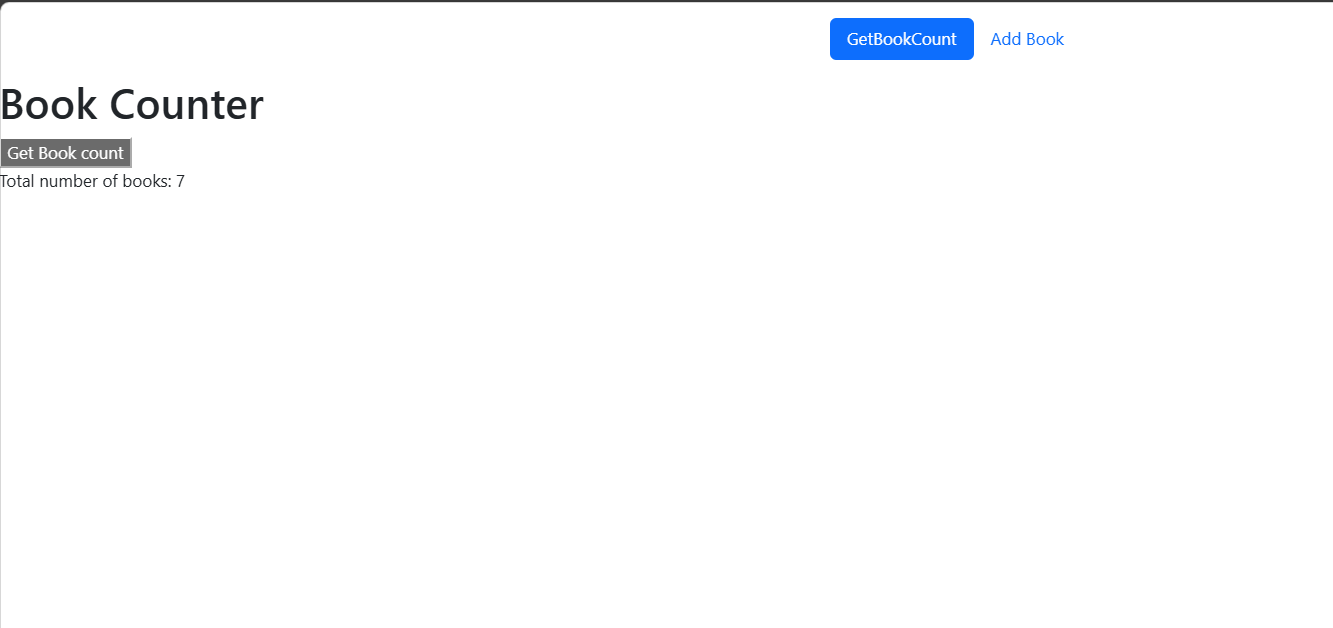 GetBookCount Add Book
Book Counter
Get Book count
Total number of books: 7